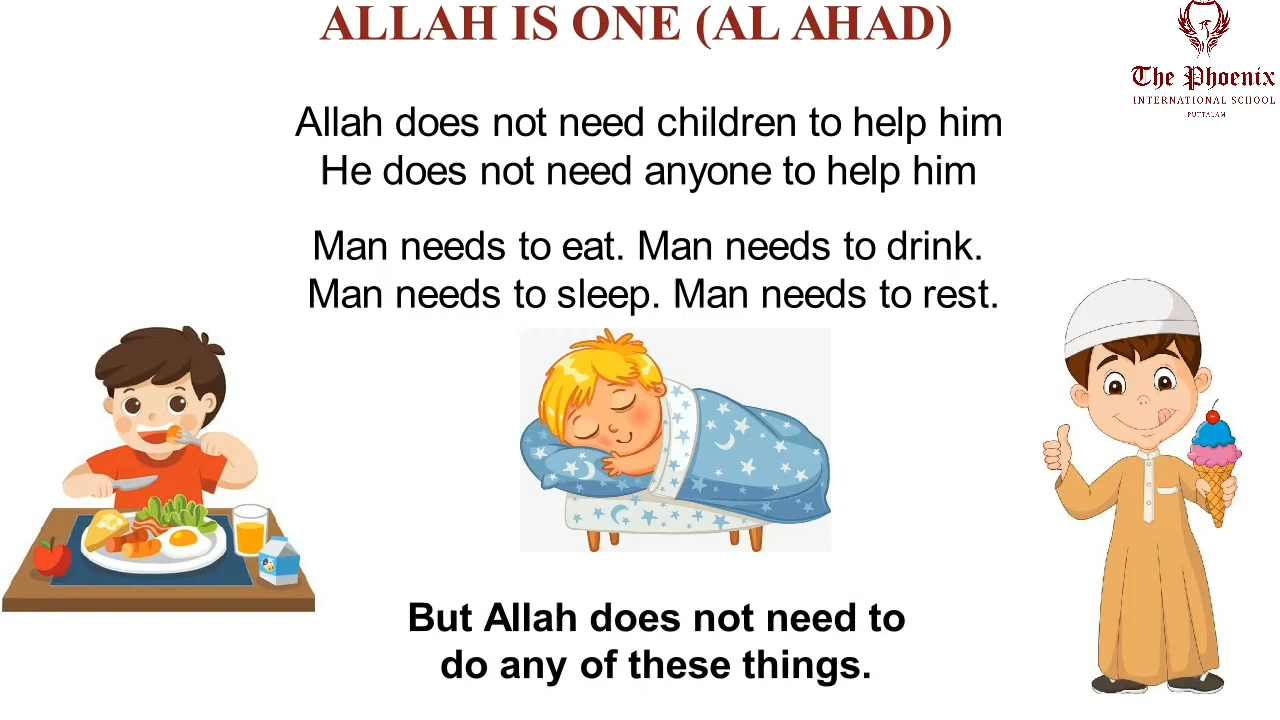 ALLAH IS ONE (AL AHAD)
The Phoenix
INTERNATIONAL SCHOOL
PUTTALAM
Allah does not need children to help him
He does not need anyone to help him
Man needs to eat. Man needs to drink.
Man needs to sleep. Man needs to rest.
But Allah does not need to
do any of these things.